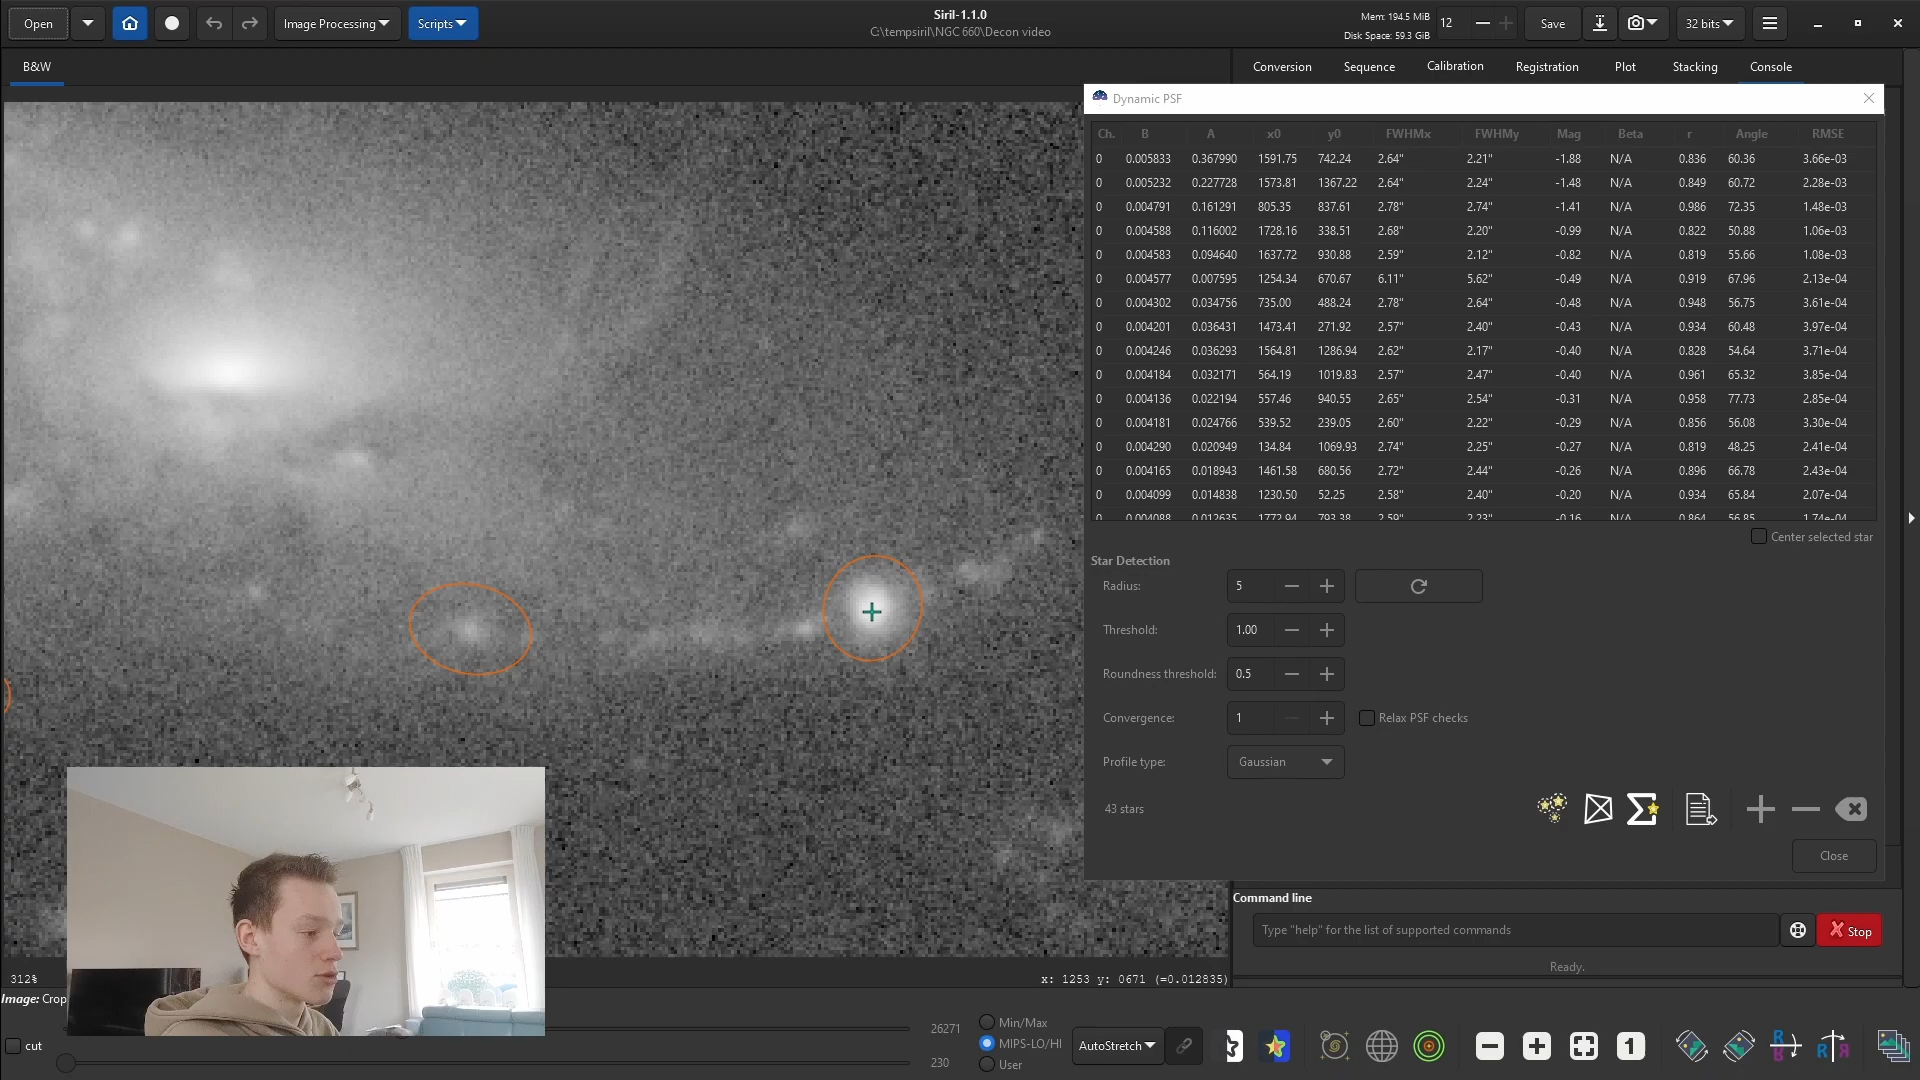 Open
Image Processing
Scripts
Siril-1.1.0
C:\tempsiril\NGC 660\Decon video
Mem: 194.5 MiB
Disk Space: 59.3 GiB
12
Save
32 bits
B&W
Conversion
Sequence
Calibration
Registration
Plot
Stacking
Console
Dynamic PSF
Ch. B A x0 y0 FWHMx FWHMy Mag Beta r Angle RMSE
0 0.005833 0.367990 1591.75 742.24 2.64" 2.21" -1.88 N/A 0.836 60.36 3.66e-03
0 0.005232 0.227728 1573.81 1367.22 2.64" 2.24" -1.48 N/A 0.849 60.72 2.28e-03
0 0.004791 0.161291 805.35 837.61 2.78" 2.74" -1.41 N/A 0.986 72.35 1.48e-03
0 0.004588 0.116002 1728.16 338.51 2.68" 2.20" -0.99 N/A 0.822 50.88 1.06e-03
0 0.004583 0.094640 1637.72 930.88 2.59" 2.12" -0.82 N/A 0.819 55.66 1.08e-03
0 0.004577 0.007595 1254.34 670.67 6.11" 5.62" -0.49 N/A 0.919 67.96 2.13e-04
0 0.004302 0.034756 735.00 488.24 2.78" 2.64" -0.48 N/A 0.948 56.75 3.61e-04
0 0.004201 0.036431 1473.41 271.92 2.57" 2.40" -0.43 N/A 0.934 60.48 3.97e-04
0 0.004246 0.036293 1564.81 1286.94 2.62" 2.17" -0.40 N/A 0.828 54.64 3.71e-04
0 0.004184 0.032171 564.19 1019.83 2.57" 2.47" -0.40 N/A 0.961 65.32 3.85e-04
0 0.004136 0.022194 557.46 940.55 2.65" 2.54" -0.31 N/A 0.958 77.73 2.85e-04
0 0.004181 0.024766 539.52 239.05 2.60" 2.22" -0.29 N/A 0.856 56.08 3.30e-04
0 0.004290 0.020949 134.84 1069.93 2.74" 2.25" -0.27 N/A 0.819 48.25 2.41e-04
0 0.004165 0.018943 1461.58 680.56 2.72" 2.44" -0.26 N/A 0.896 66.78 2.43e-04
0 0.004099 0.014838 1230.50 52.25 2.58" 2.40" -0.20 N/A 0.934 65.84 2.07e-04
0 0.004088 0.012635 1772.94 793.38 2.59" 2.23" -0.16 N/A 0.864 56.85 1.74e-04
Center selected star
Star Detection
Radius: 5
Threshold: 1.00
Roundness threshold: 0.5
Convergence: 1 Relax PSF checks
Profile type: Gaussian
43 stars
Close
Command line
Type "help" for the list of supported commands
Stop
Ready.
312%
x: 1253 y: 0671 (=0.012835)
Image: Crop
26271
230
cut
Min/Max
MIPS-LO/HI
User
AutoStretch
1